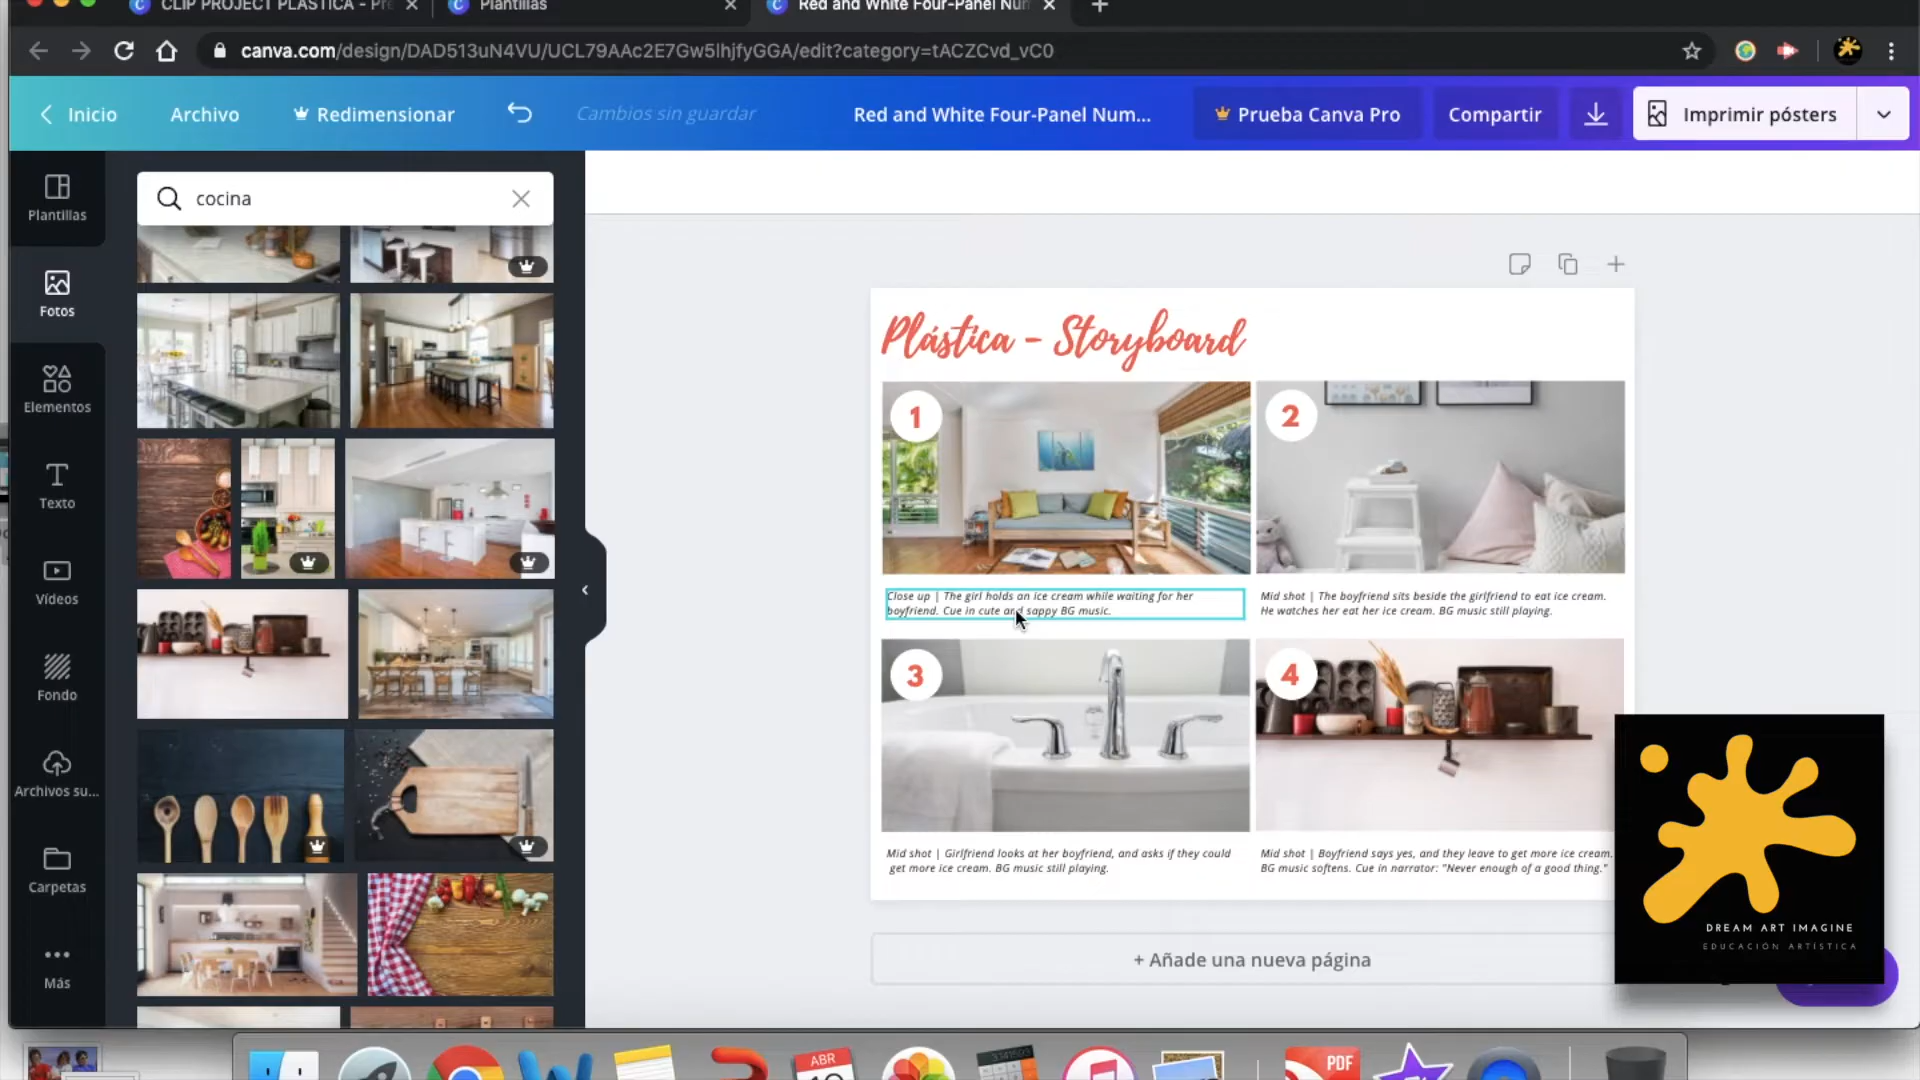 CLIP PROJECT PLASTICA - Pre
Plantillas
Red and White Four-Panel Num
canva.com/design/DAD513uN4VU/UCL79AAc2E7Gw5lhjfyGGA/edit?category=tACZCvd_vC0
Inicio
Archivo
Redimensionar
Cambios sin guardar
Red and White Four-Panel Num...
Prueba Canva Pro
Compartir
Imprimir pósters
Plantillas
Fotos
Elementos
Texto
Vídeos
Fondo
Archivos su...
Carpetas
Más
cocina
Plástica - Storyboard
1
2
Close up | The girl holds an ice cream while waiting for her
boyfriend. Cue in cute and sappy BG music.
Mid shot | The boyfriend sits beside the girlfriend to eat ice cream.
He watches her eat her ice cream. BG music still playing.
3
4
Mid shot | Girlfriend looks at her boyfriend, and asks if they could
get more ice cream. BG music still playing.
Mid shot | Boyfriend says yes, and they leave to get more ice cream.
BG music softens. Cue in narrator: "Never enough of a good thing."
+ Añade una nueva página
DREAM ART IMAGINE
EDUCACIÓN ARTÍSTICA
ABR
PDF